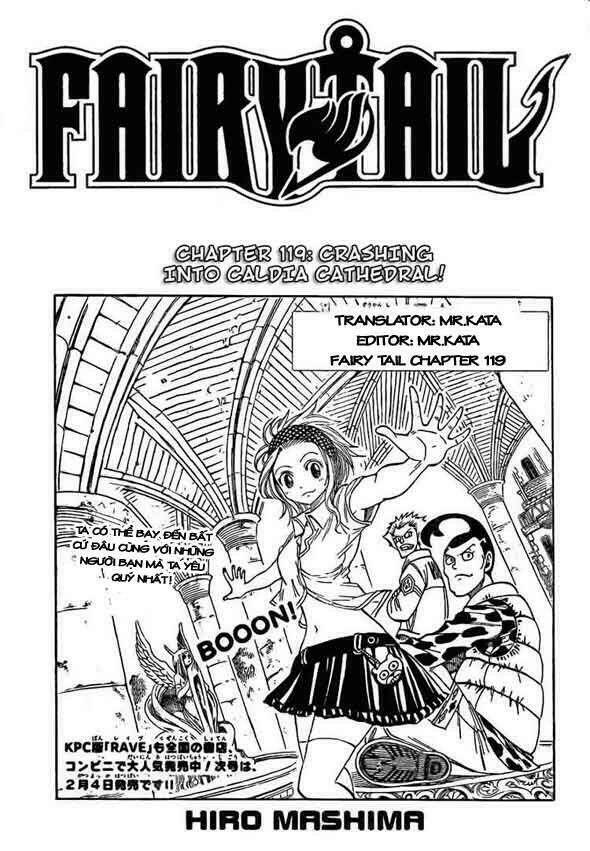 FAIRY TAIL
CHAPTER 119: CRASHING
INTO CALDIA CATHEDRAL!
TRANSLATOR: MR.KATA
EDITOR: MR.KATA
FAIRY TAIL CHAPTER 119
TA CÓ THỂ BAY ĐẾN BẤT
CỨ ĐÂU CÙNG VỚI NHỮNG
NGƯỜI BẠN MÀ TA YÊU
QUÝ NHẤT!
BOOON!
KPC版「RAVE」も全国の書店、
コンビニで大人気発売中!次号は、
2月4日発売です!!
HIRO MASHIMA